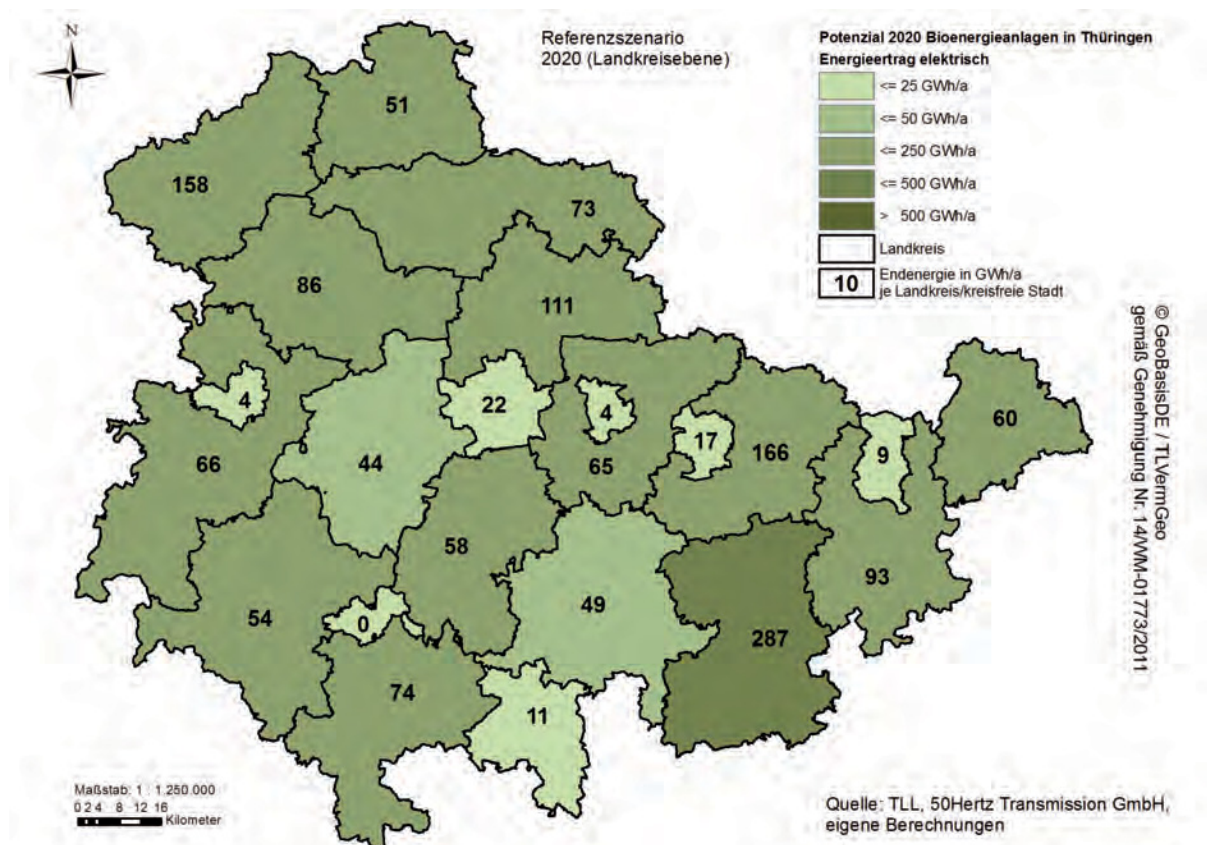 N
Referenzszenario
2020 (Landkreisebene)
Potenzial 2020 Bioenergieanlagen in Thüringen
Energieertrag elektrisch
<= 25 GWh/a
<= 50 GWh/a
<= 250 GWh/a
<= 500 GWh/a
> 500 GWh/a
Landkreis
10 Endenergie in GWh/a
je Landkreis/kreisfreie Stadt
51
158
73
86
111
4
22
4
17
166
9
60
66
44
65
58
93
54
0
49
287
74
11
© GeoBasisDE / TLVermGeo
gemäß Genehmigung Nr. 14/WM-01773/2011
Maßstab: 1 : 1.250.000
0 2 4 8 12 16
Kilometer
Quelle: TLL, 50Hertz Transmission GmbH,
eigene Berechnungen